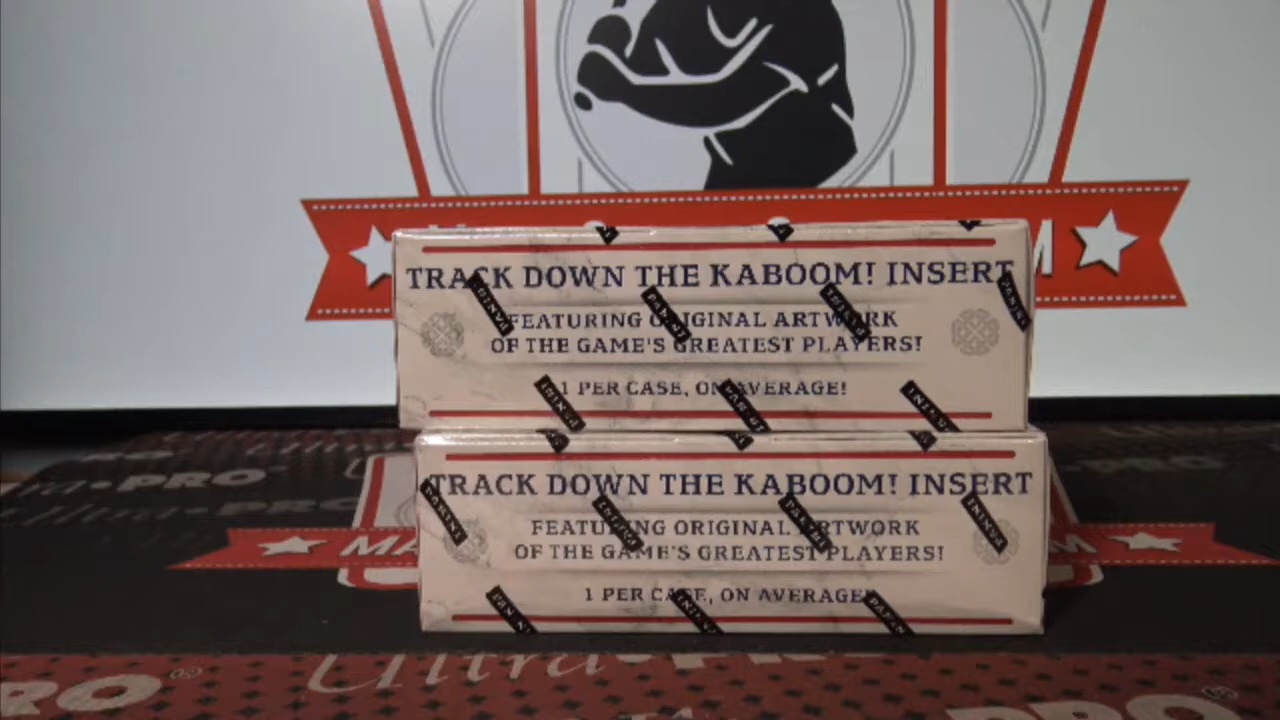 TRACK DOWN THE KABOOM! INSERT
FEATURING ORIGINAL ARTWORK
OF THE GAME'S GREATEST PLAYERS!
1 PER CASE, ON AVERAGE!
TRACK DOWN THE KABOOM! INSERT
FEATURING ORIGINAL ARTWORK
OF THE GAME'S GREATEST PLAYERS!
1 PER CASE, ON AVERAGE!
PANINI
PANINI
PANINI
PANINI
Ultra•PRO
MA M
Ultra•PRO